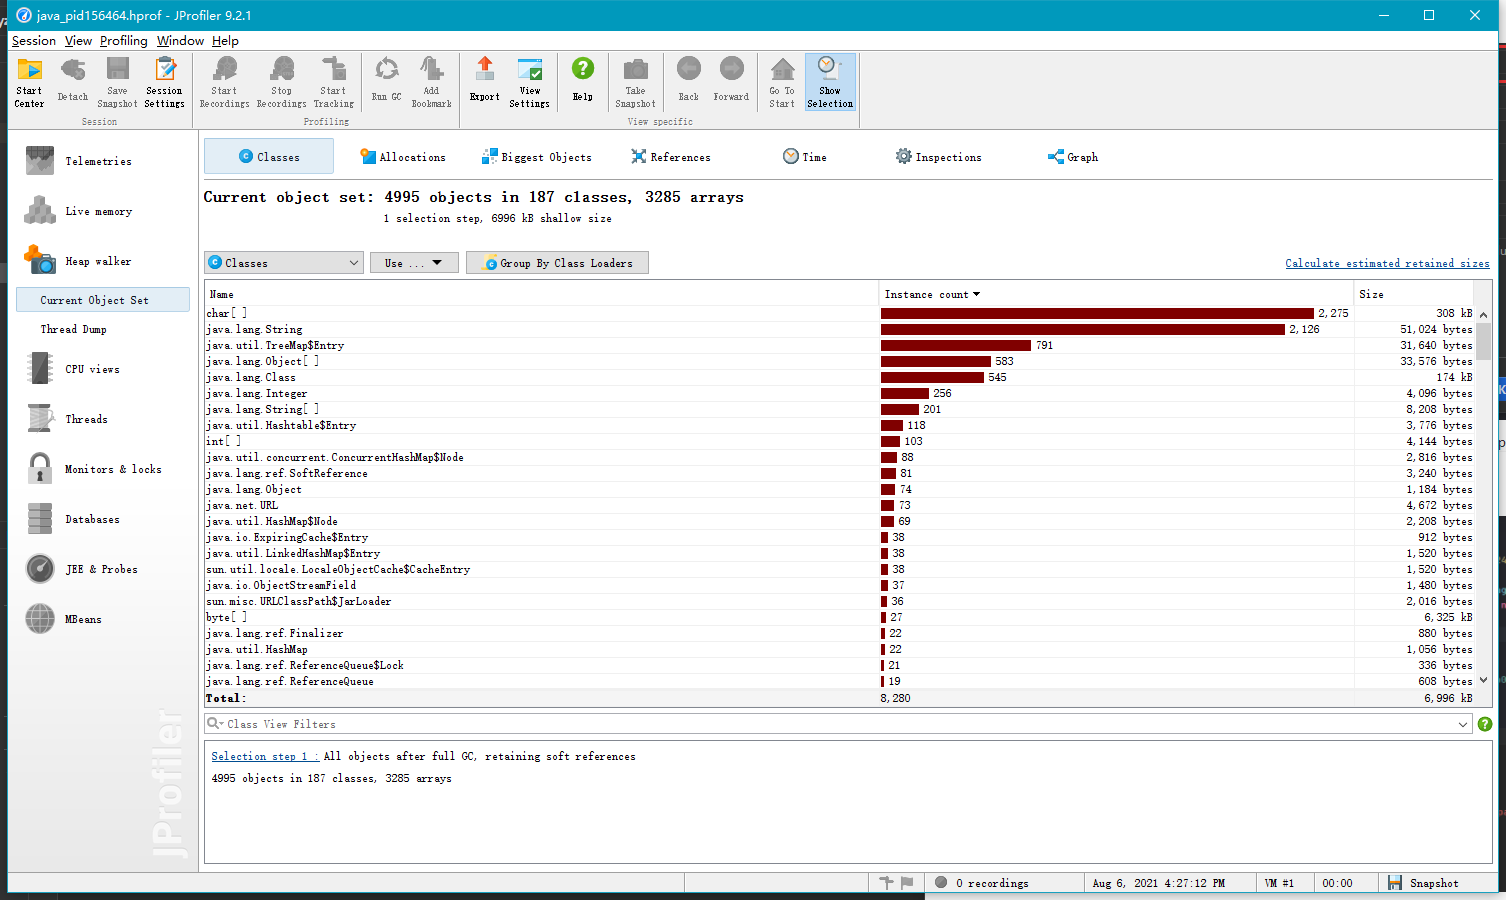 java_pid156464.hprof - JProfiler 9.2.1
Session View Profiling Window Help
Start Center
Detach
Save Snapshot
Session Settings
Start Recordings
Stop Recordings
Start Tracking
Run GC
Add Bookmark
Export
View Settings
Help
Take Snapshot
Back
Forward
Go To Start
Show Selection
Session
Profiling
View specific
Telemetries
Live memory
Heap walker
Current Object Set
Thread Dump
CPU views
Threads
Monitors & locks
Databases
JEE & Probes
MBeans
JProfiler
Classes Allocations Biggest Objects References Time Inspections Graph
Current object set: 4995 objects in 187 classes, 3285 arrays
1 selection step, 6996 kB shallow size
Classes Use ... Group By Class Loaders Calculate estimated retained sizes
Name Instance count Size
char[] 2,275 308 kB
java.lang.String 2,126 51,024 bytes
java.util.TreeMap$Entry 791 31,640 bytes
java.lang.Object[] 583 33,576 bytes
java.lang.Class 545 174 kB
java.lang.Integer 256 4,096 bytes
java.lang.String[] 201 8,208 bytes
java.util.Hashtable$Entry 118 3,776 bytes
int[] 103 4,144 bytes
java.util.concurrent.ConcurrentHashMap$Node 88 2,816 bytes
java.lang.ref.SoftReference 81 3,240 bytes
java.lang.Object 74 1,184 bytes
java.net.URL 73 4,672 bytes
java.util.HashMap$Node 69 2,208 bytes
java.io.ExpiringCache$Entry 38 912 bytes
java.util.LinkedHashMap$Entry 38 1,520 bytes
sun.util.locale.LocaleObjectCache$CacheEntry 38 1,520 bytes
java.io.ObjectStreamField 37 1,480 bytes
sun.misc.URLClassPath$JarLoader 36 2,016 bytes
byte[] 27 6,325 kB
java.lang.ref.Finalizer 22 880 bytes
java.util.HashMap 22 1,056 bytes
java.lang.ref.ReferenceQueue$Lock 21 336 bytes
java.lang.ref.ReferenceQueue 19 608 bytes
Total: 8,280 6,996 kB
Class View Filters
Selection step 1 : All objects after full GC, retaining soft references
4995 objects in 187 classes, 3285 arrays
0 recordings Aug 6, 2021 4:27:12 PM VM #1 00:00 Snapshot